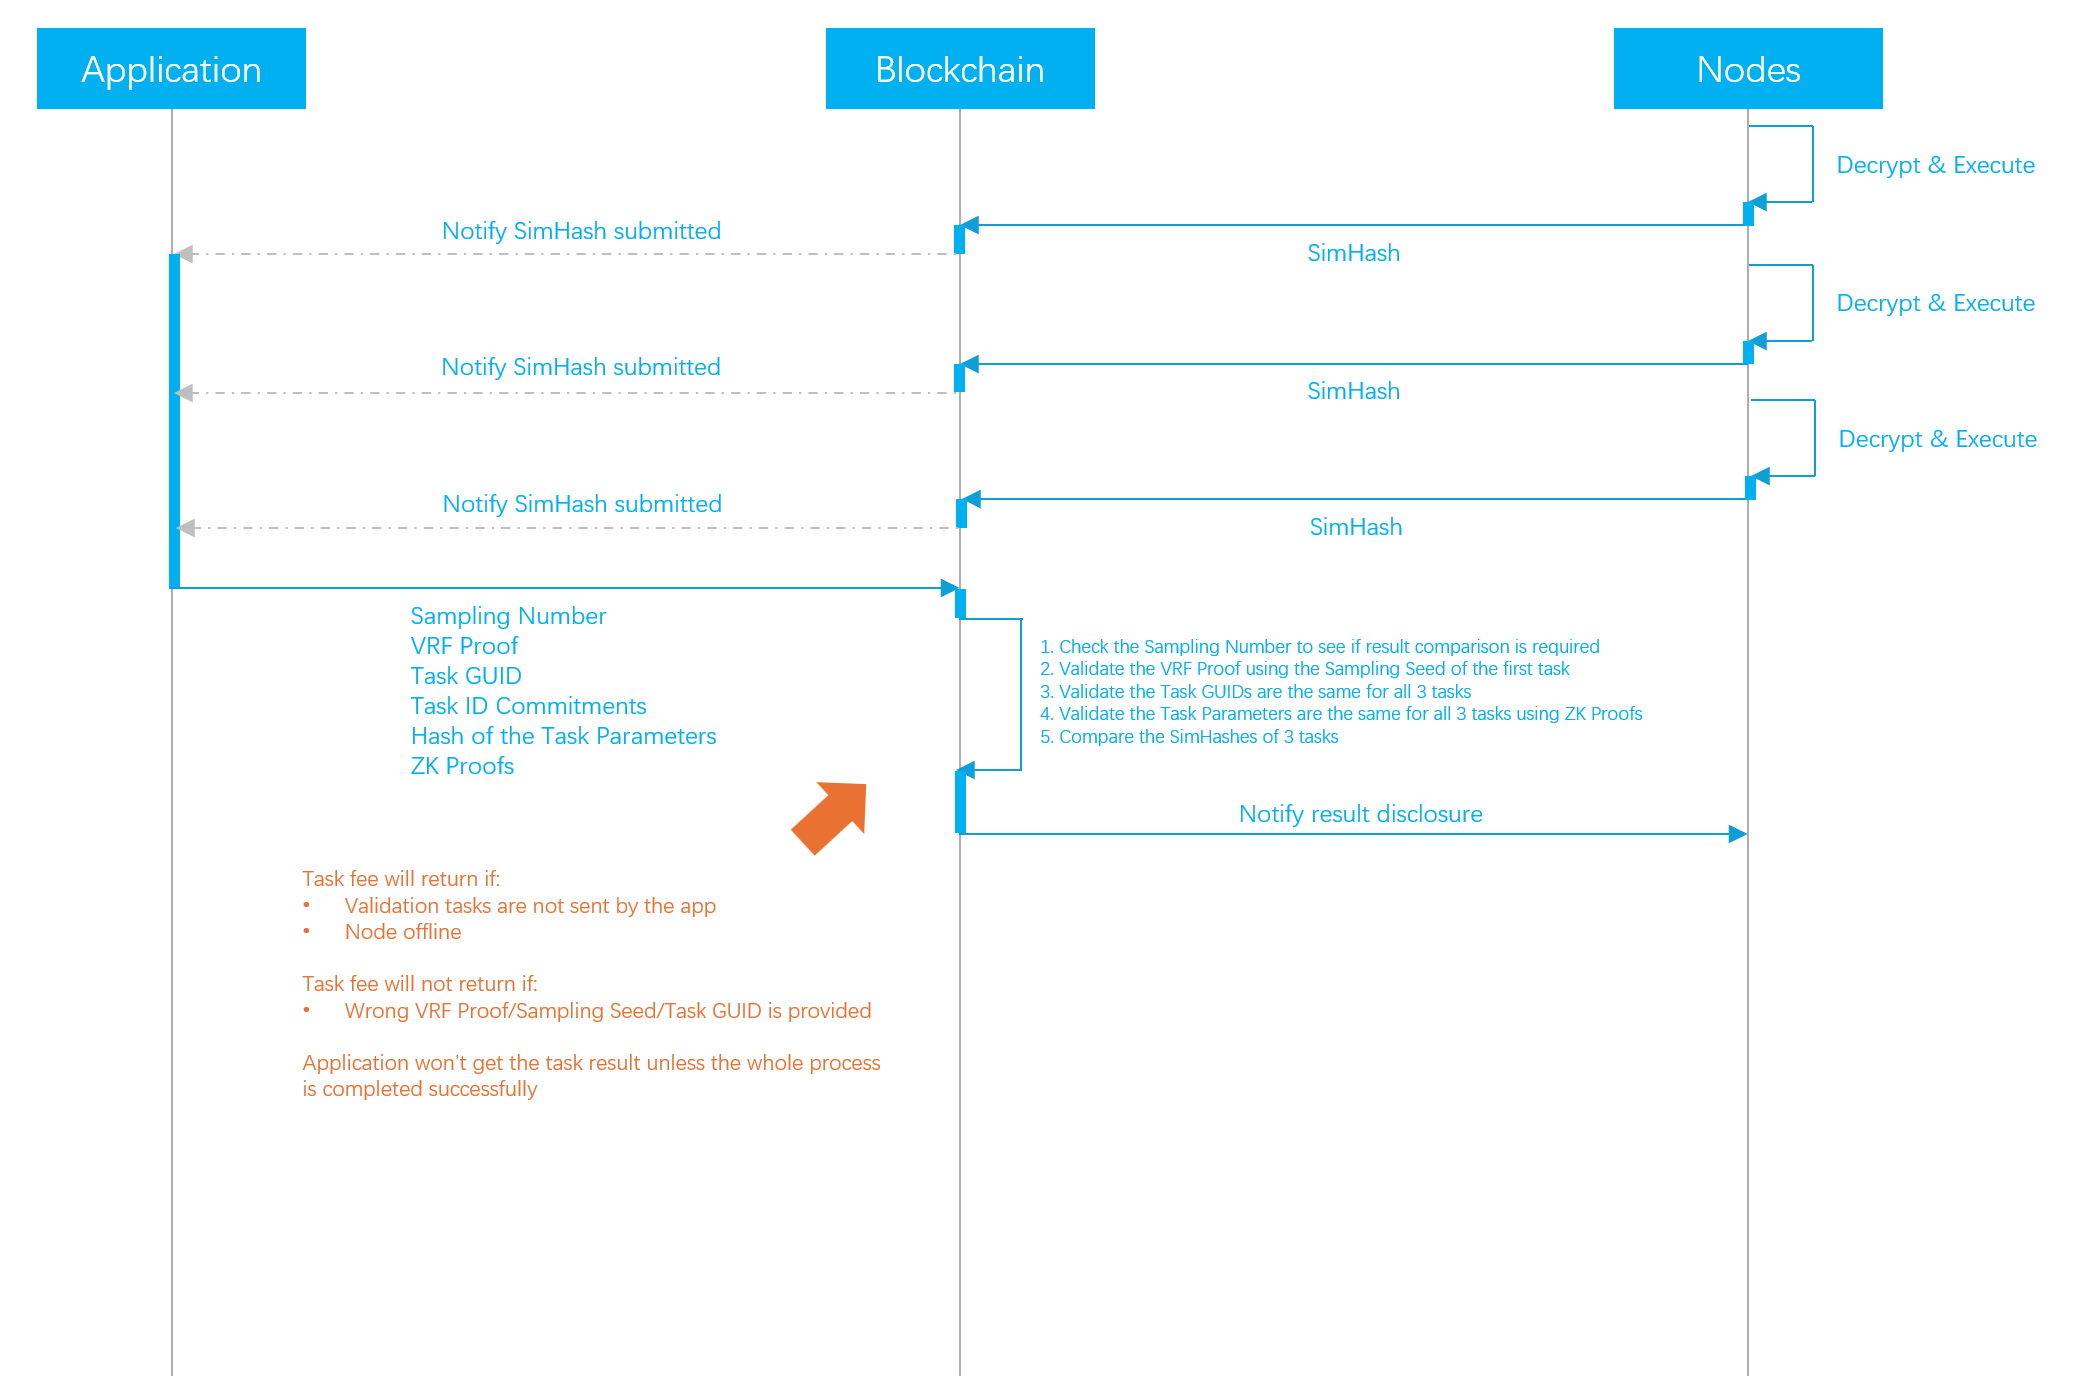 Application
Blockchain
Nodes
Decrypt & Execute
Notify SimHash submitted
SimHash
Decrypt & Execute
Notify SimHash submitted
SimHash
Decrypt & Execute
Notify SimHash submitted
SimHash
Sampling Number
VRF Proof
Task GUID
Task ID Commitments
Hash of the Task Parameters
ZK Proofs
1. Check the Sampling Number to see if result comparison is required
2. Validate the VRF Proof using the Sampling Seed of the first task
3. Validate the Task GUIDs are the same for all 3 tasks
4. Validate the Task Parameters are the same for all 3 tasks using ZK Proofs
5. Compare the SimHashes of 3 tasks
Notify result disclosure
Task fee will return if:
• Validation tasks are not sent by the app
• Node offline
Task fee will not return if:
• Wrong VRF Proof/Sampling Seed/Task GUID is provided
Application won't get the task result unless the whole process
is completed successfully